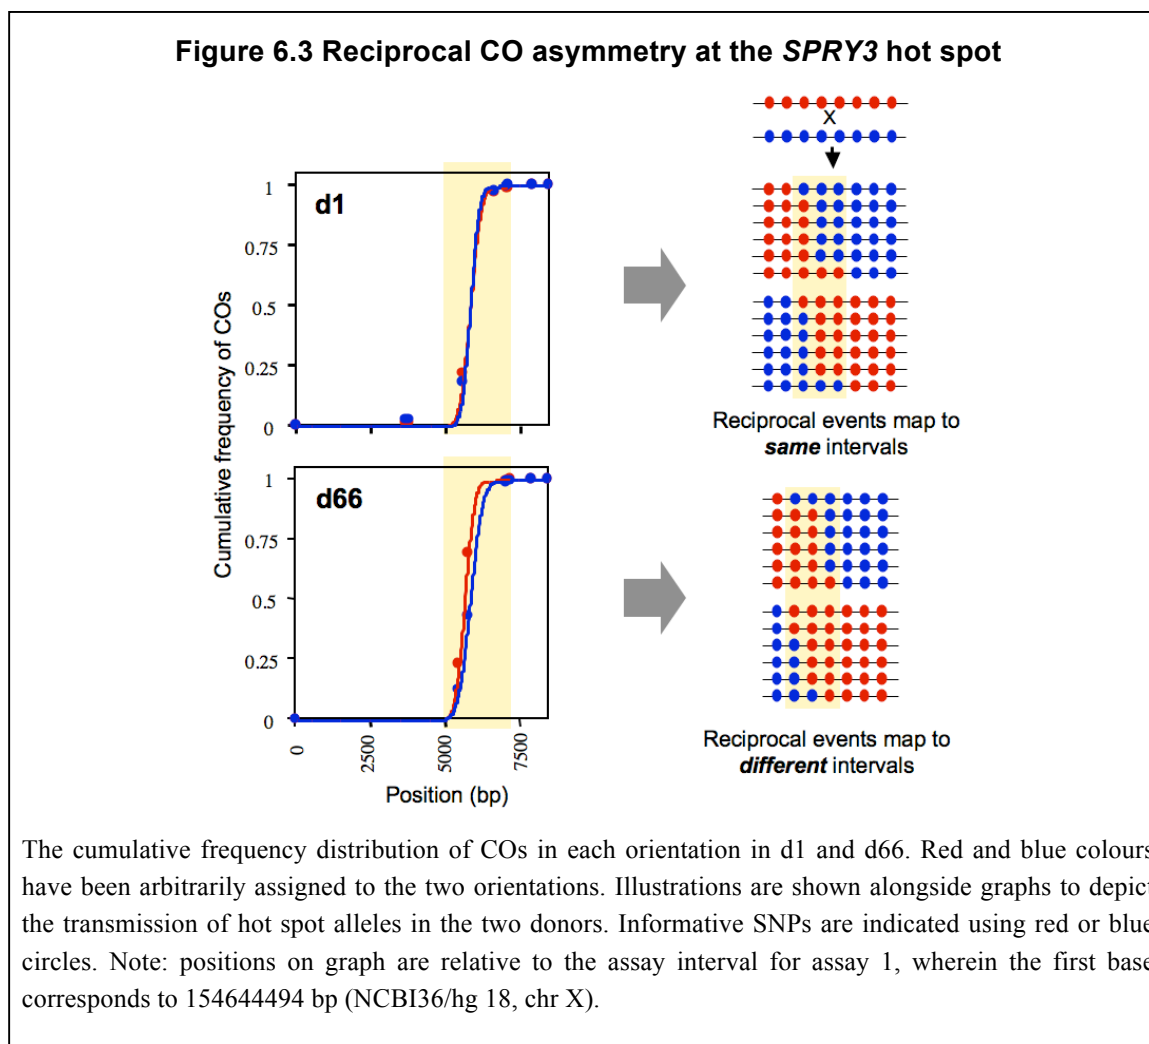 Figure 6.3 Reciprocal CO asymmetry at the SPRY3 hot spot
X
Cumulative frequency of COs
d1
1
0.75
0.5
0.25
0
Reciprocal events map to
same intervals
d66
1
0.75
0.5
0.25
0
0
2500
5000
7500
Position (bp)
Reciprocal events map to
different intervals
The cumulative frequency distribution of COs in each orientation in d1 and d66. Red and blue colours
have been arbitrarily assigned to the two orientations. Illustrations are shown alongside graphs to depict
the transmission of hot spot alleles in the two donors. Informative SNPs are indicated using red or blue
circles. Note: positions on graph are relative to the assay interval for assay 1, wherein the first base
corresponds to 154644494 bp (NCBI36/hg 18, chr X).